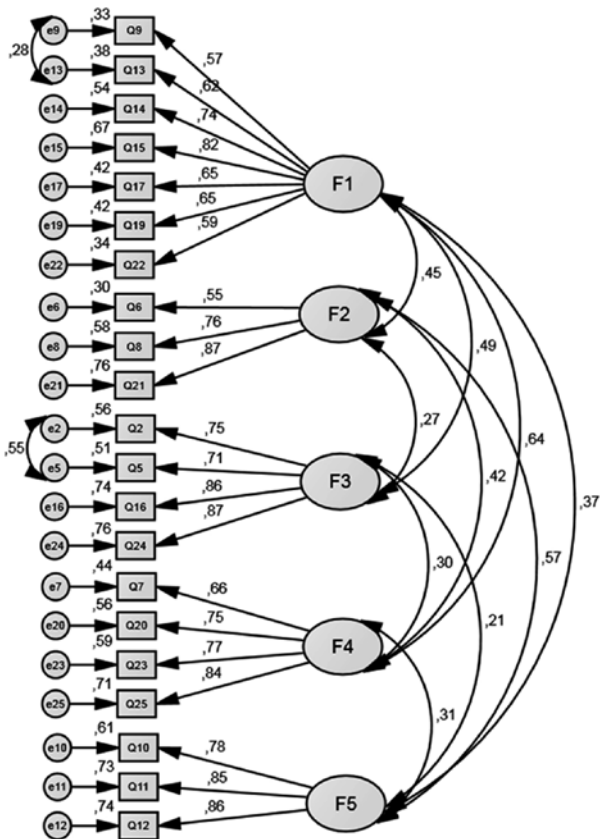 ,33
e9 Q9
,57
,28
,38
e13 Q13
,62
,54
e14 Q14
,74
,67
e15 Q15
,82
,42
e17 Q17
,65
F1
,42
e19 Q19
,65
,34
e22 Q22
,59
,45
,30
e6 Q6
,55
F2
,58
e8 Q8
,76
,49
,76
e21 Q21
,87
,56
e2 Q2
,75
,27
,64
,55
,51
e5 Q5
,71
F3
,42
,74
e16 Q16
,86
,37
,76
e24 Q24
,87
,30
,57
,44
e7 Q7
,66
,21
,56
e20 Q20
,75
F4
,59
e23 Q23
,77
,71
e25 Q25
,84
,31
,61
e10 Q10
,78
,73
e11 Q11
,85
F5
,74
e12 Q12
,86